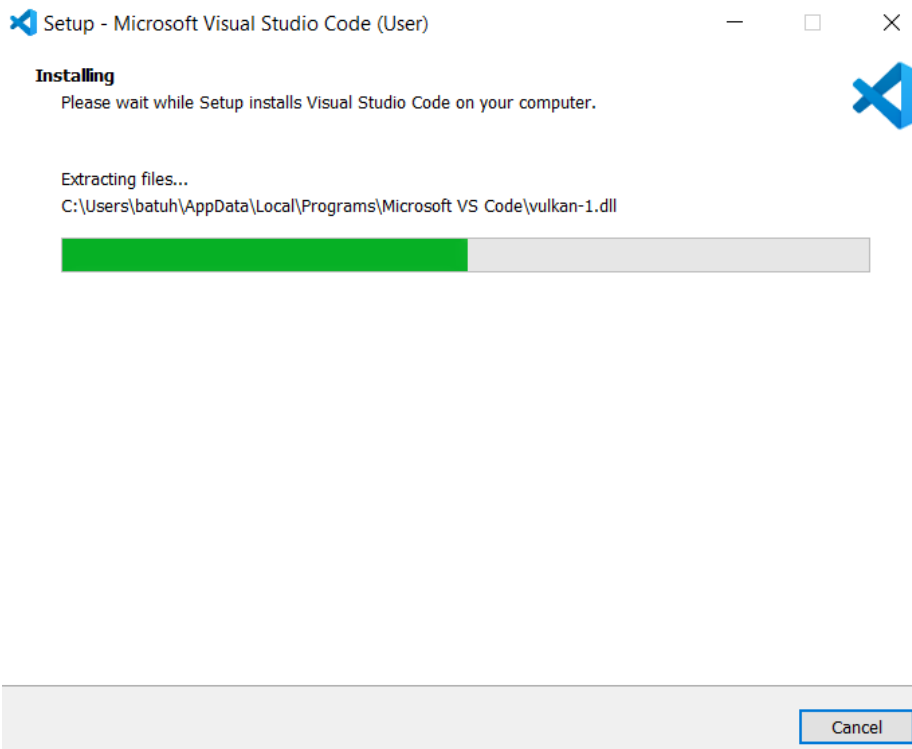 Setup - Microsoft Visual Studio Code (User)
Installing
Please wait while Setup installs Visual Studio Code on your computer.
Extracting files...
C:\Users\batuh\AppData\Local\Programs\Microsoft VS Code\vulkan-1.dll
Cancel